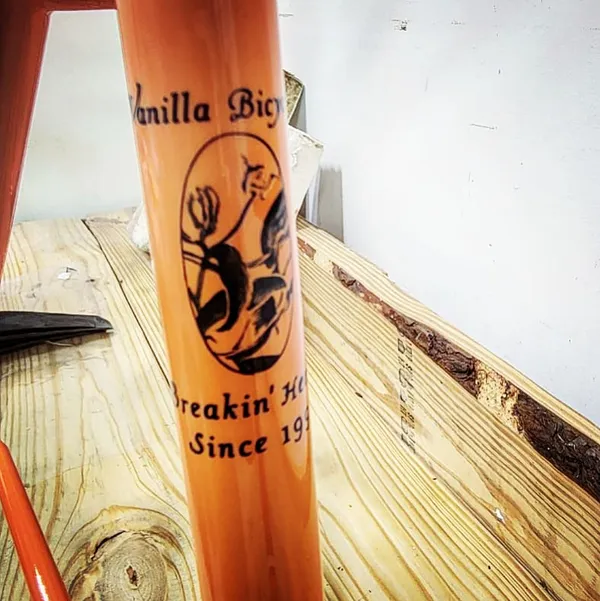 Vanilla Bicy
Breakin' He
Since 19